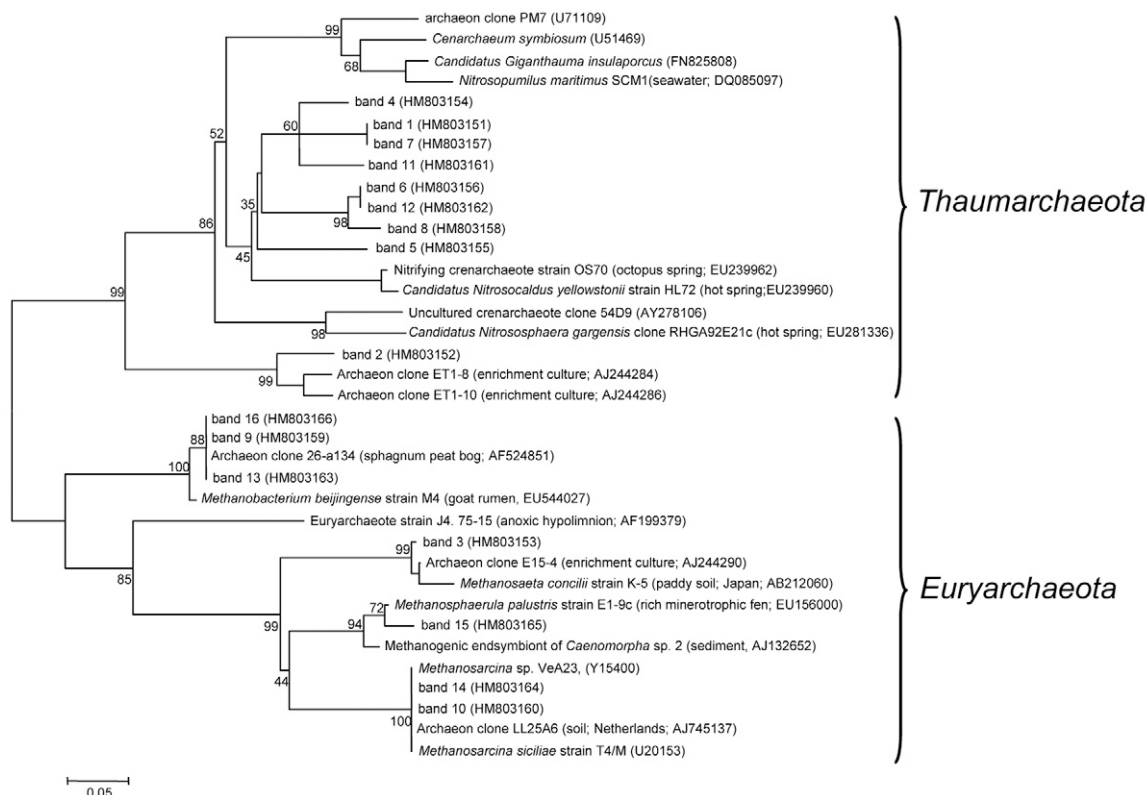 archaeon clone PM7 (U71109)
99
Cenarchaeum symbiosum (U51469)
Candidatus Giganthauma insulaporcus (FN825808)
68
Nitrosopumilus maritimus SCM1(seawater; DQ085097)
band 4 (HM803154)
band 1 (HM803151)
60
52
band 7 (HM803157)
band 11 (HM803161)
band 6 (HM803156)
Thaumarchaeota
35
band 12 (HM803162)
98
86
band 8 (HM803158)
band 5 (HM803155)
45
Nitrifying crenarchaeote strain OS70 (octopus spring; EU239962)
99
Candidatus Nitrosocaldus yellowstonii strain HL72 (hot spring;EU239960)
Uncultured crenarchaeote clone 54D9 (AY278106)
98
Candidatus Nitrososphaera gargensis clone RHGA92E21c (hot spring; EU281336)
band 2 (HM803152)
Archaeon clone ET1-8 (enrichment culture; AJ244284)
99
Archaeon clone ET1-10 (enrichment culture; AJ244286)
band 16 (HM803166)
88
band 9 (HM803159)
Archaeon clone 26-a134 (sphagnum peat bog; AF524851)
100
band 13 (HM803163)
Methanobacterium beijingense strain M4 (goat rumen, EU544027)
Euryarchaeote strain J4. 75-15 (anoxic hypolimnion; AF199379)
band 3 (HM803153)
99
Archaeon clone E15-4 (enrichment culture; AJ244290)
85
Methanosaeta concilii strain K-5 (paddy soil; Japan; AB212060)
Euryarchaeota
Methanosphaerula palustris strain E1-9c (rich minerotrophic fen; EU156000)
72
99
94
band 15 (HM803165)
Methanogenic endsymbiont of Caenomorpha sp. 2 (sediment, AJ132652)
Methanosarcina sp. VeA23, (Y15400)
44
band 14 (HM803164)
band 10 (HM803160)
100
Archaeon clone LL25A6 (soil; Netherlands; AJ745137)
Methanosarcina siciliae strain T4/M (U20153)
0.05